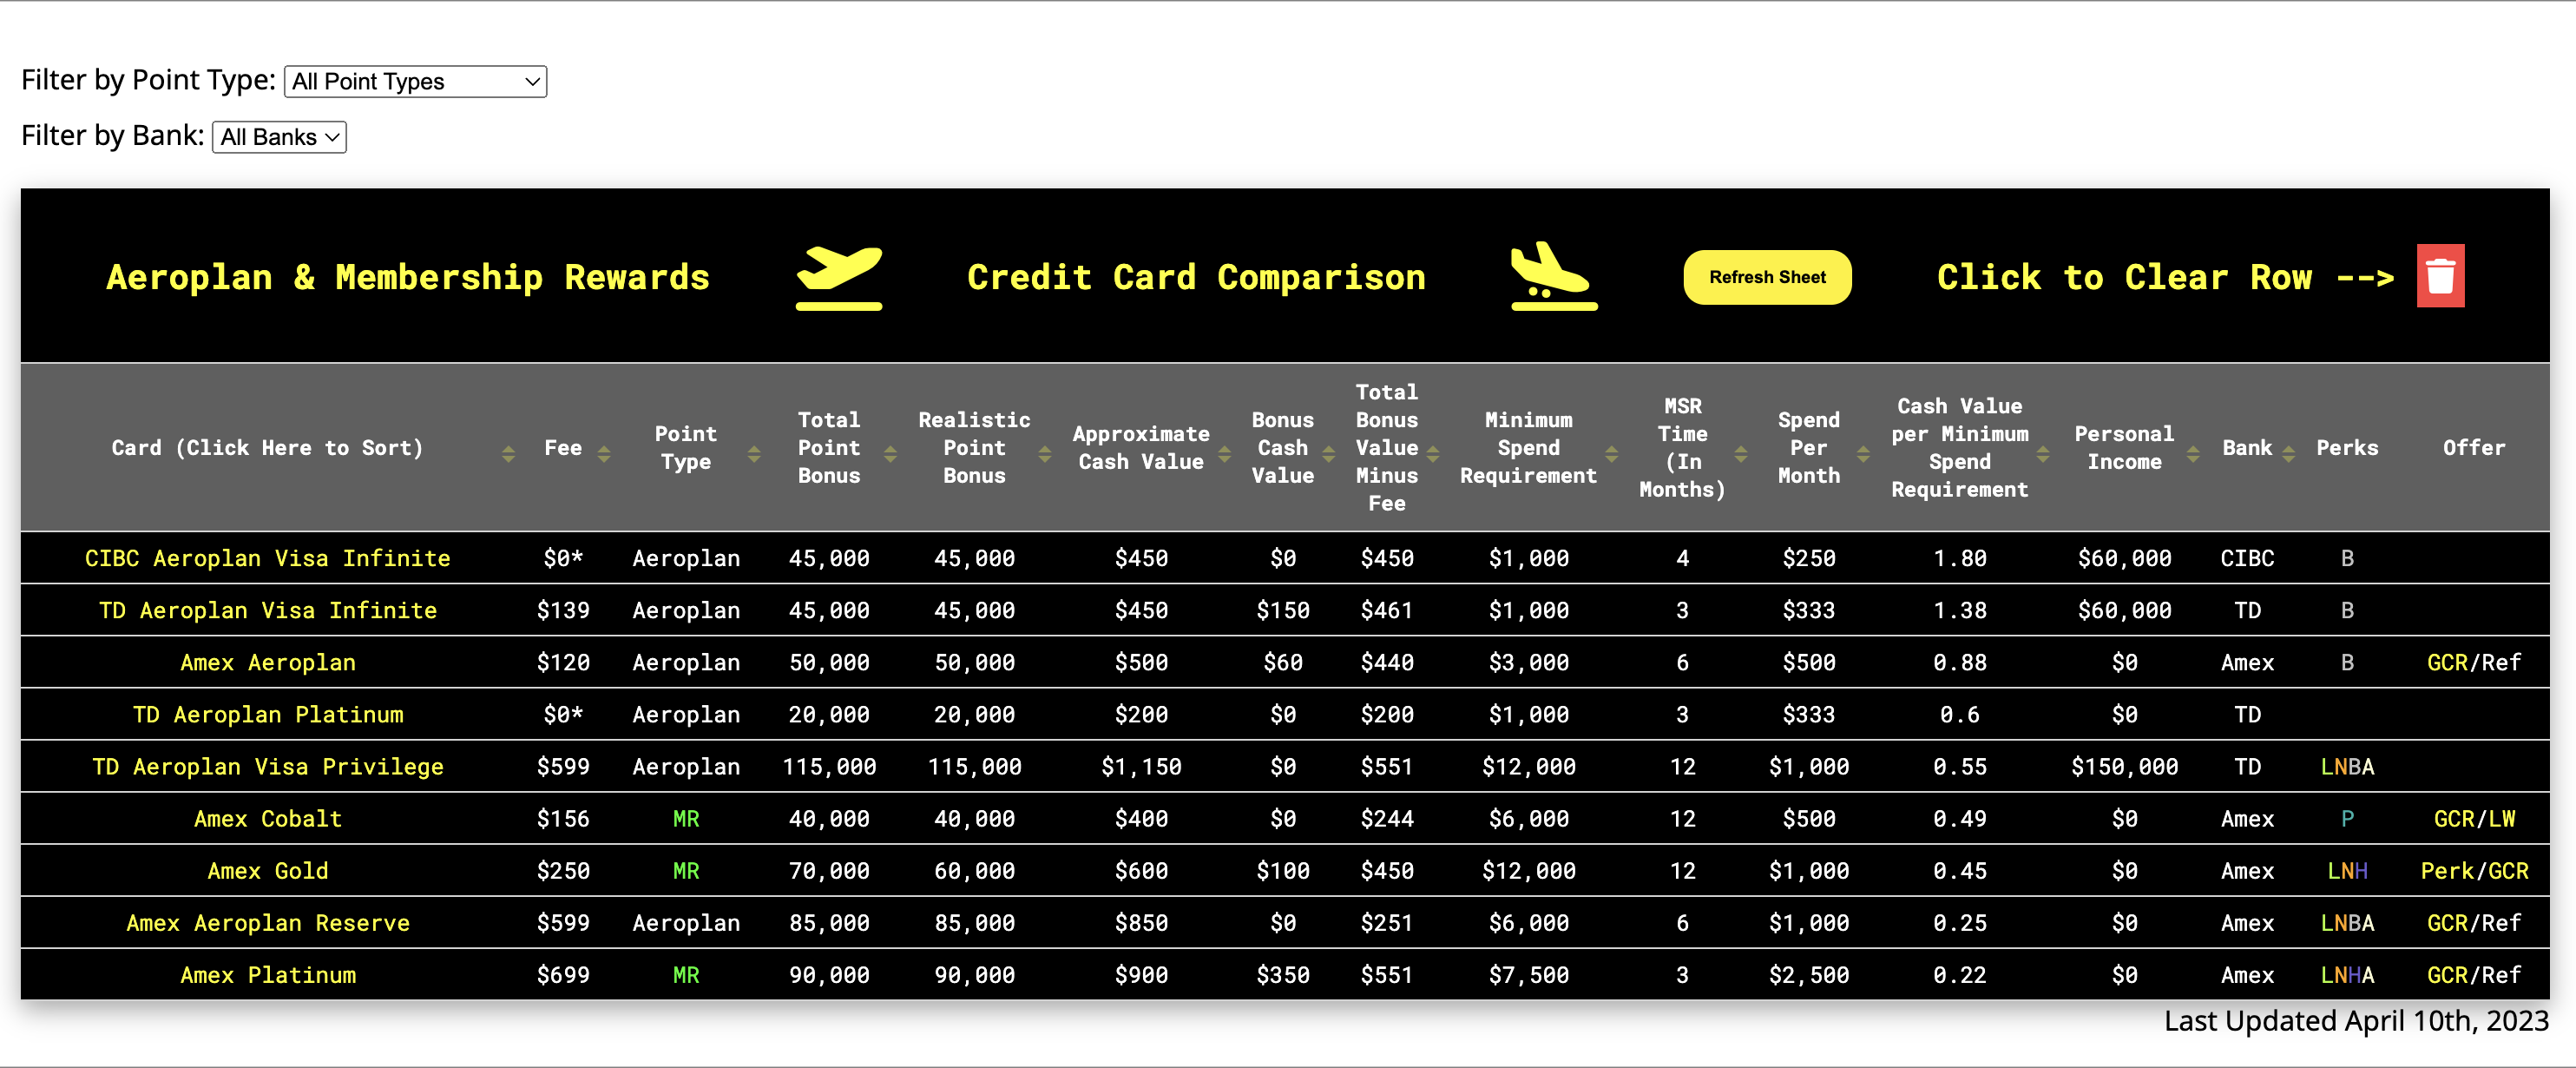 Filter by Point Type: All Point Types
Filter by Bank: All Banks
Aeroplan & Membership Rewards Credit Card Comparison Refresh Sheet Click to Clear Row -->
Card (Click Here to Sort) Fee Point Type Total Point Bonus Realistic Point Bonus Approximate Cash Value Bonus Cash Value Total Bonus Value Minus Fee Minimum Spend Requirement MSR Time (In Months) Spend Per Month Cash Value per Minimum Spend Requirement Personal Income Bank Perks Offer
CIBC Aeroplan Visa Infinite $0* Aeroplan 45,000 45,000 $450 $0 $450 $1,000 4 $250 1.80 $60,000 CIBC B
TD Aeroplan Visa Infinite $139 Aeroplan 45,000 45,000 $450 $150 $461 $1,000 3 $333 1.38 $60,000 TD B
Amex Aeroplan $120 Aeroplan 50,000 50,000 $500 $60 $440 $3,000 6 $500 0.88 $0 Amex B GCR/Ref
TD Aeroplan Platinum $0* Aeroplan 20,000 20,000 $200 $0 $200 $1,000 3 $333 0.6 $0 TD
TD Aeroplan Visa Privilege $599 Aeroplan 115,000 115,000 $1,150 $0 $551 $12,000 12 $1,000 0.55 $150,000 TD LNBA
Amex Cobalt $156 MR 40,000 40,000 $400 $0 $244 $6,000 12 $500 0.49 $0 Amex P GCR/LW
Amex Gold $250 MR 70,000 60,000 $600 $100 $450 $12,000 12 $1,000 0.45 $0 Amex LNH Perk/GCR
Amex Aeroplan Reserve $599 Aeroplan 85,000 85,000 $850 $0 $251 $6,000 6 $1,000 0.25 $0 Amex LNBA GCR/Ref
Amex Platinum $699 MR 90,000 90,000 $900 $350 $551 $7,500 3 $2,500 0.22 $0 Amex LNHA GCR/Ref
Last Updated April 10th, 2023